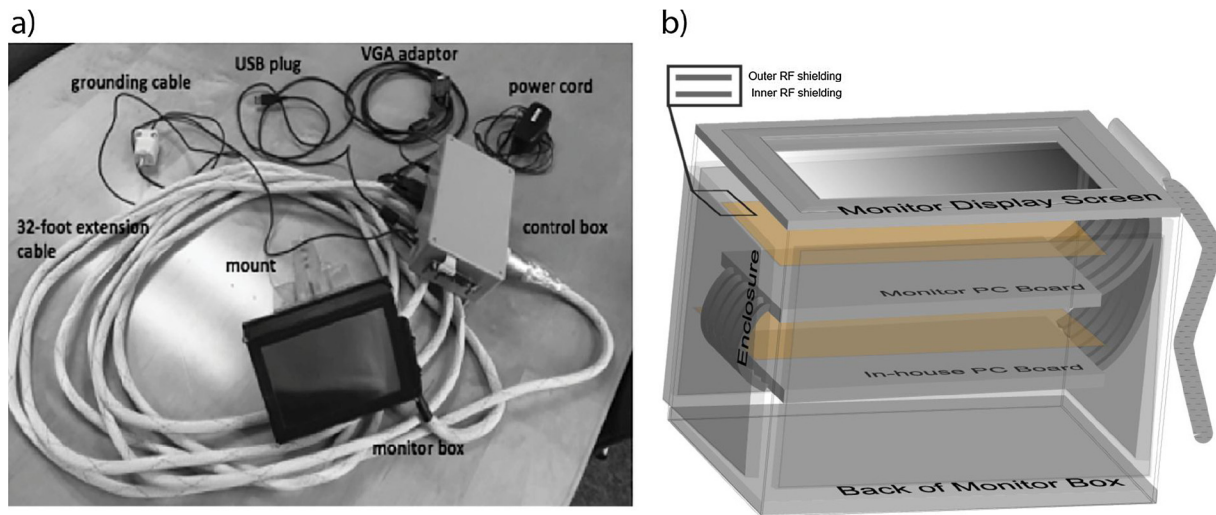 a)
b)
grounding cable
USB plug
VGA adaptor
power cord
32-foot extension
cable
mount
control box
monitor box
Outer RF shielding
Inner RF shielding
Monitor Display Screen
Enclosure
Monitor PC Board
In-house PC Board
Back of Monitor Box